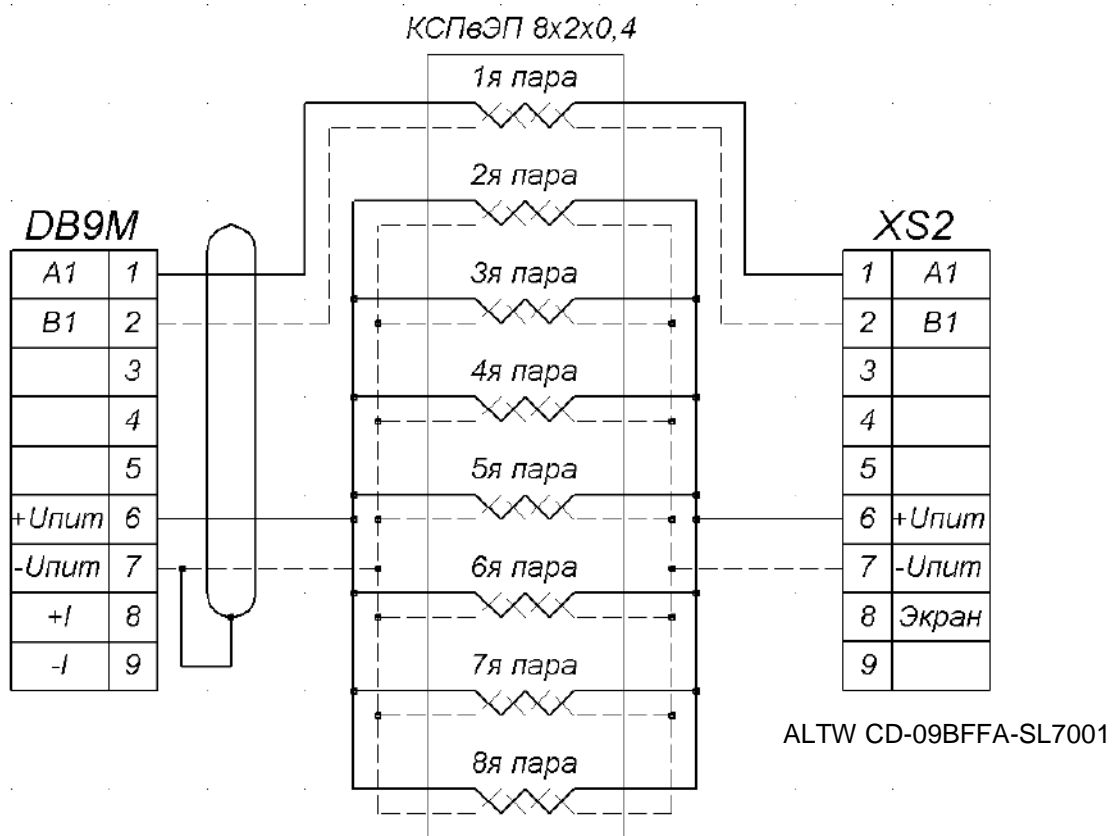 КСПвЭП 8х2х0,4
1я пара
2я пара
3я пара
4я пара
5я пара
6я пара
7я пара
8я пара
DB9M
A1 1
B1 2
3
4
5
+Uпит 6
-Uпит 7
+I 8
-I 9
XS2
1 A1
2 B1
3
4
5
6 +Uпит
7 -Uпит
8 Экран
9
ALTW CD-09BFFA-SL7001